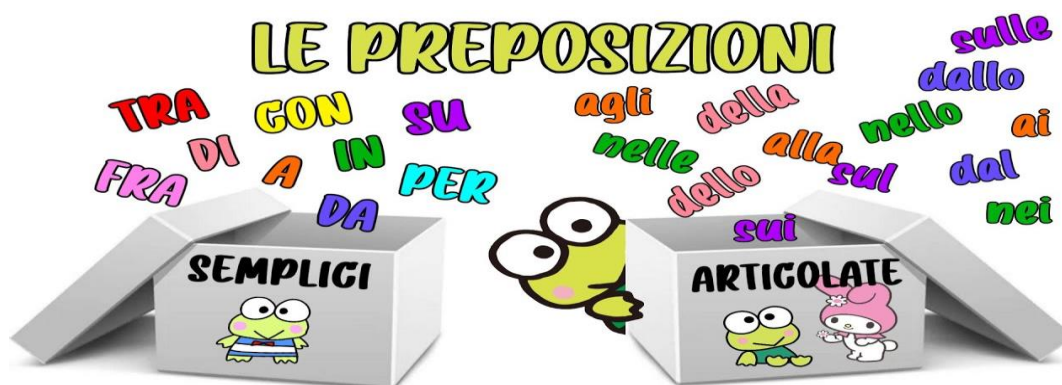 LE PREPOSIZIONI
TRA CON SU
DI IN
FRA A PER
DA
SEMPLICI
sulle
agli della dallo
nelle alla nello ai
dello sul dal
sui nei
ARTICOLATE